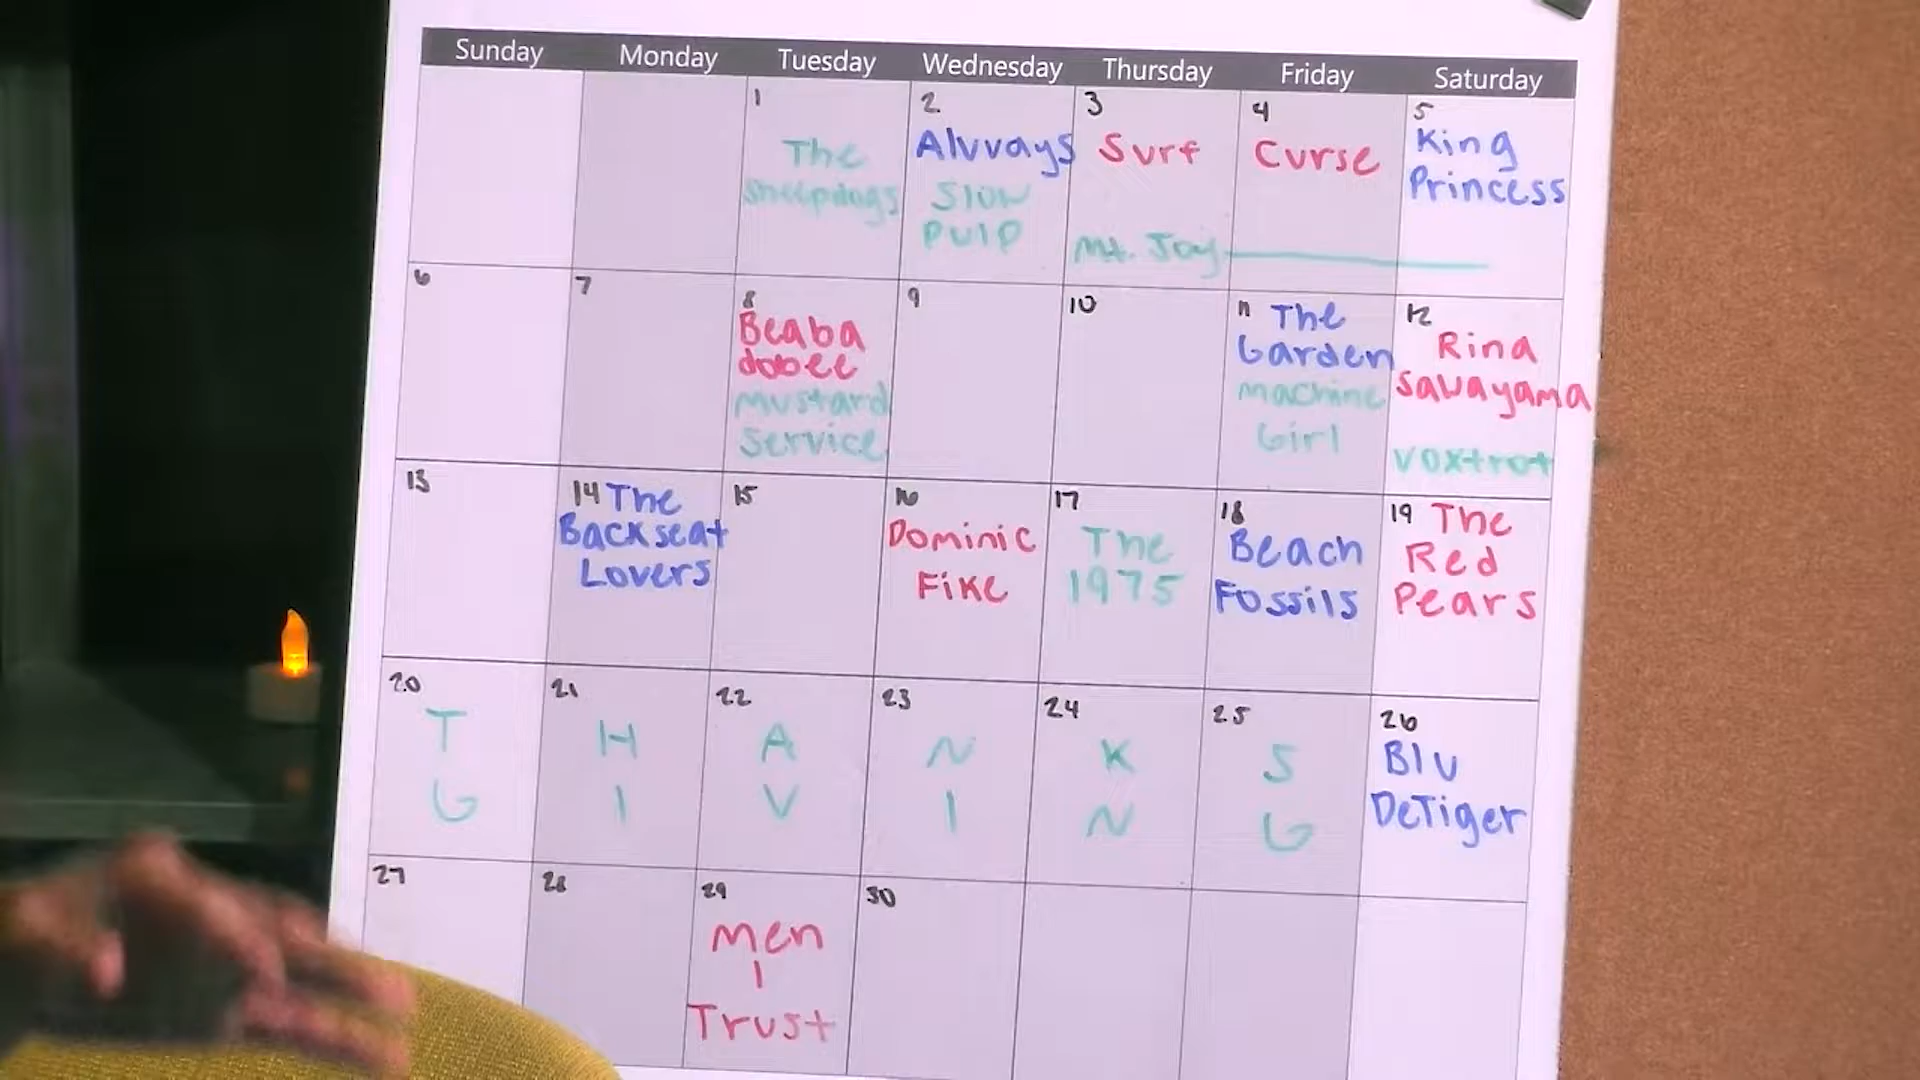 Sunday Monday Tuesday Wednesday Thursday Friday Saturday
1
The
Sheepdogs
2
Alvvays
Slow
Pulp
3
Surf
Mt. Joy
4
Curse
5
King
Princess
6
7
8
Beaba
dobee
Mustard
Service
9
10
11 The
Garden
Machine
Girl
12
Rina
Sawayama
Voxtrot
13
14 The
Backseat
Lovers
15
16
Dominic
Fike
17
The
1975
18
Beach
Fossils
19 The
Red
Pears
20
T
G
21
H
I
22
A
V
23
N
I
24
K
N
25
S
G
26
Blu
DeTiger
27
28
29
Men
I
Trust
30